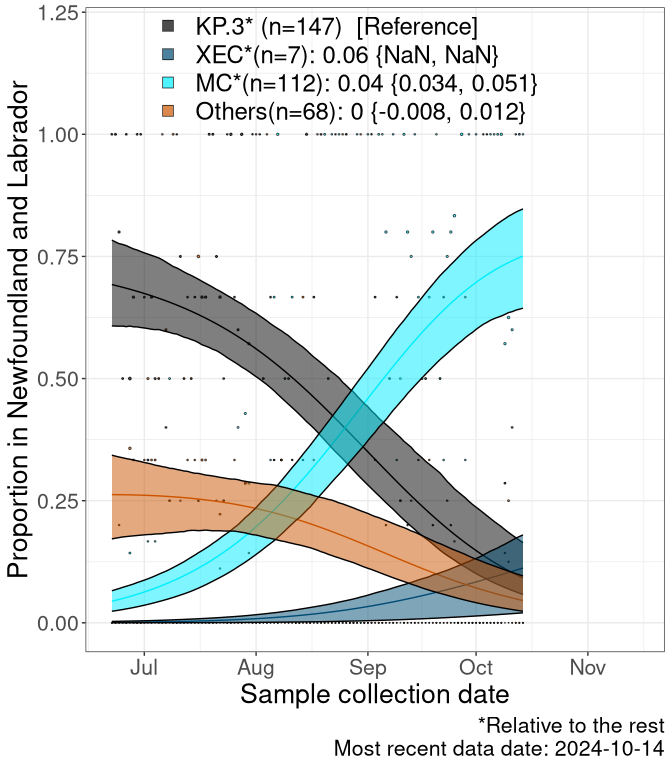 KP.3* (n=147)  [Reference]
XEC*(n=7): 0.06 {NaN, NaN}
MC*(n=112): 0.04 {0.034, 0.051}
Others(n=68): 0 {-0.008, 0.012}
1.25
1.00
0.75
0.50
0.25
0.00
Proportion in Newfoundland and Labrador
Jul Aug Sep Oct Nov
Sample collection date
*Relative to the rest
Most recent data date: 2024-10-14